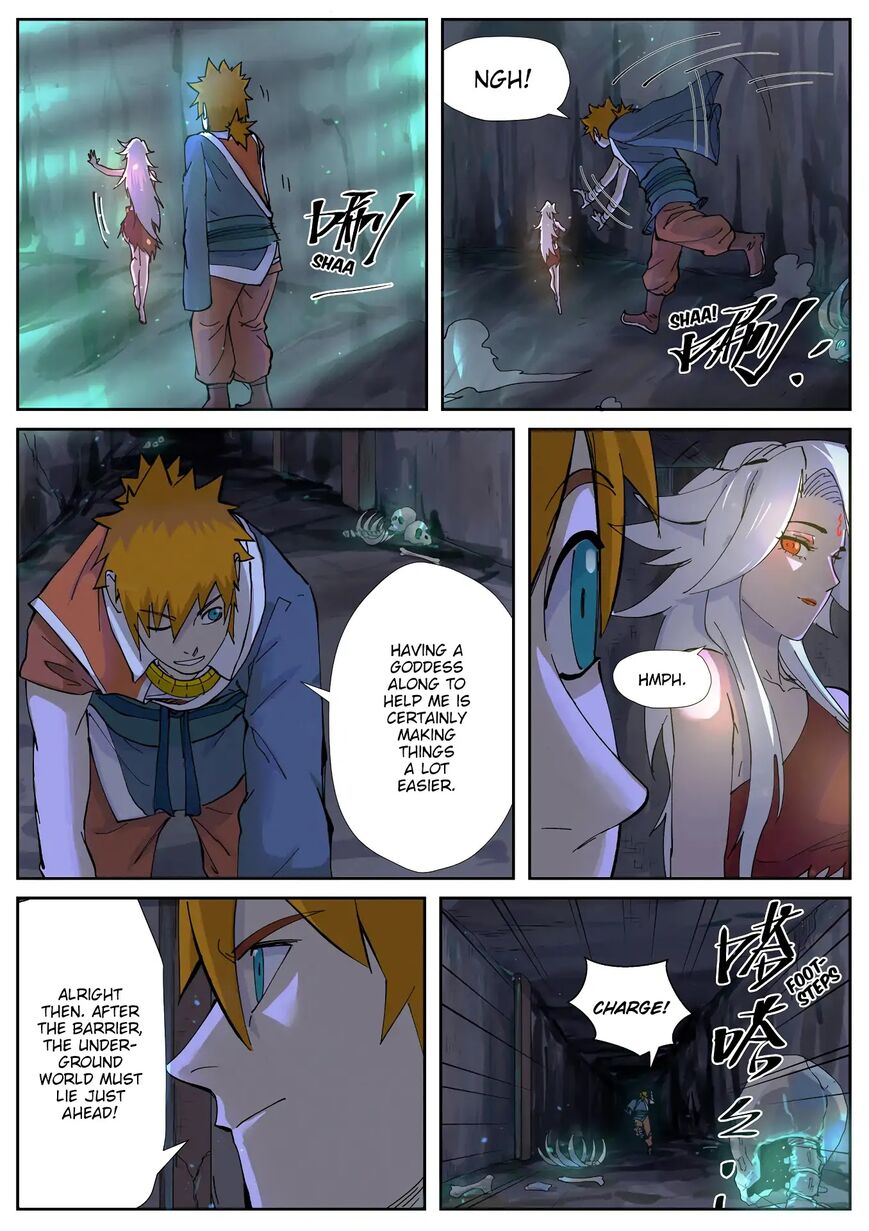 SHAA
NGH!
SHAA!
HAVING A
GODDESS
ALONG TO
HELP ME IS
CERTAINLY
MAKING
THINGS
A LOT
EASIER.
HMPH.
ALRIGHT
THEN. AFTER
THE BARRIER,
THE UNDER-
GROUND
WORLD MUST
LIE JUST
AHEAD!
CHARGE!
嗒
嗒
FOOT-
STEPS